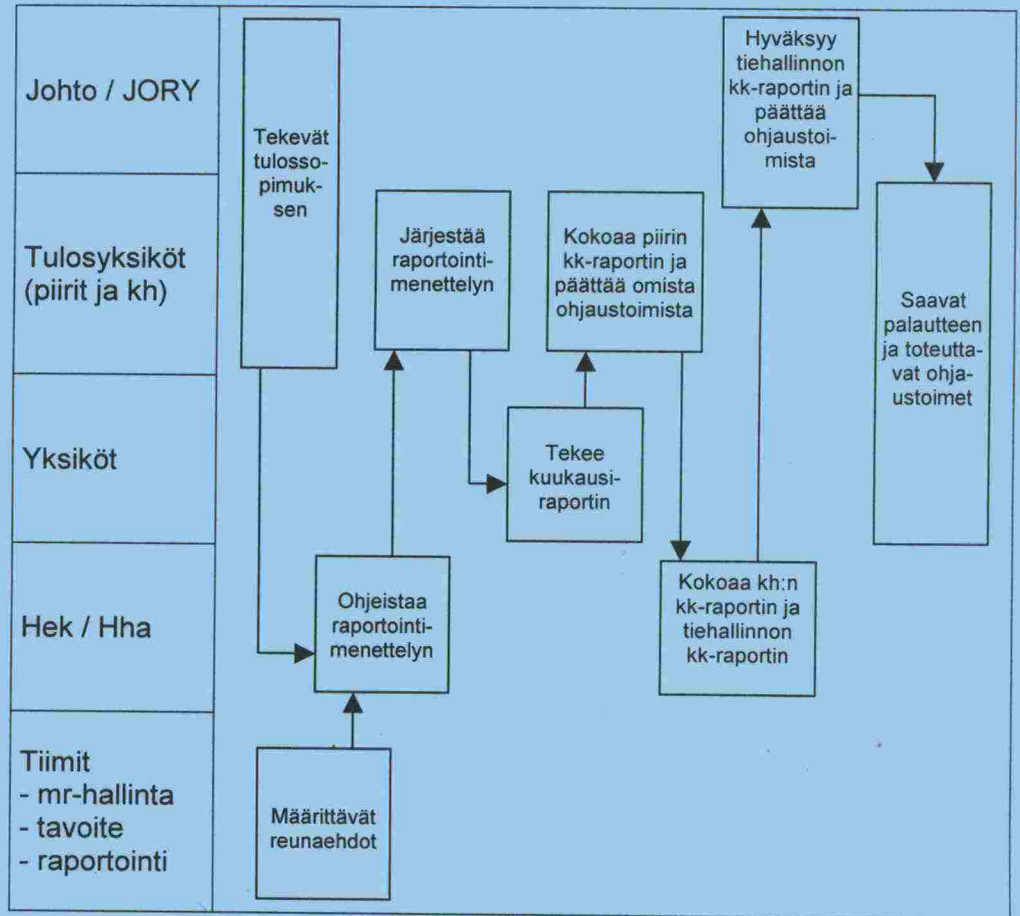 Johto / JORY
Tulosyksiköt
(piirit ja kh)
Yksiköt
Hek / Hha
Tiimit
- mr-hallinta
- tavoite
- raportointi
Tekevät
tulosso-
pimuk-
sen
Määrittävät
reunaehdot
Ohjeistaa
raportointi-
menettelyn
Järjestää
raportointi-
menettelyn
Tekee
kuukausi-
raportin
Kokoaa piirin
kk-raportin ja
päättää omista
ohjaustoimista
Kokoaa kh:n
kk-raportin ja
tiehallinnon
kk-raportin
Hyväksyy
tiehallinnon
kk-raportin ja
päättää
ohjaustoi-
mista
Saavat
palautteen
ja toteutta-
vat ohja-
ustoimet